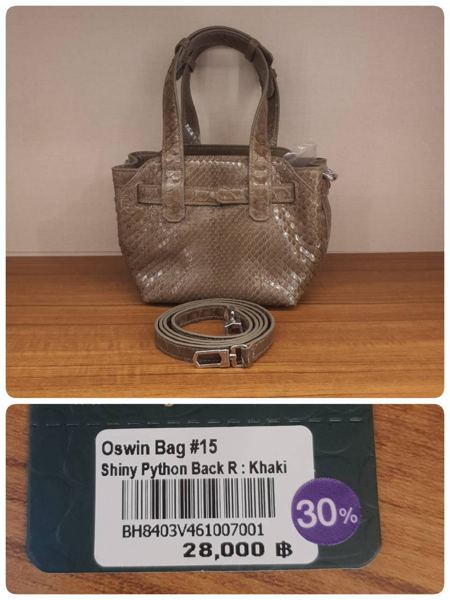 Oswin Bag #15
Shiny Python Back R : Khaki
BH8403V461007001
30%
28,000 ฿